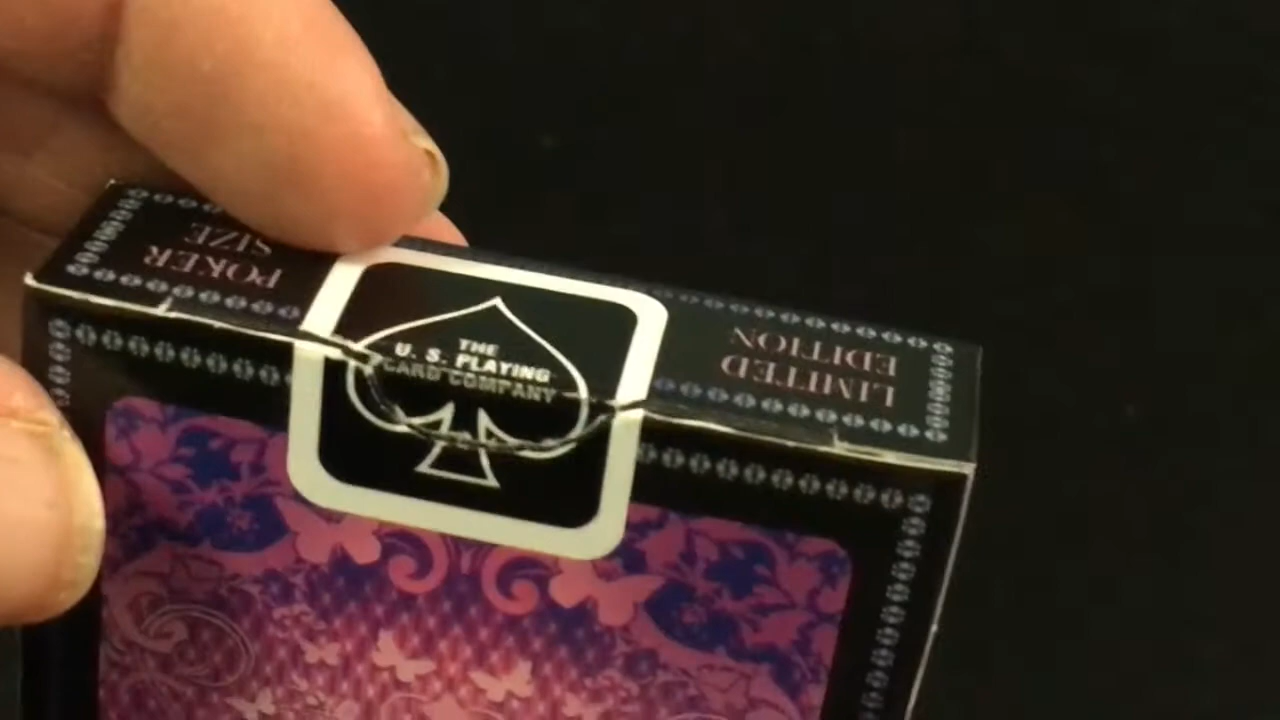 POKER
SIZE
THE
U. S. PLAYING
CARD COMPANY
LIMITED
EDITION